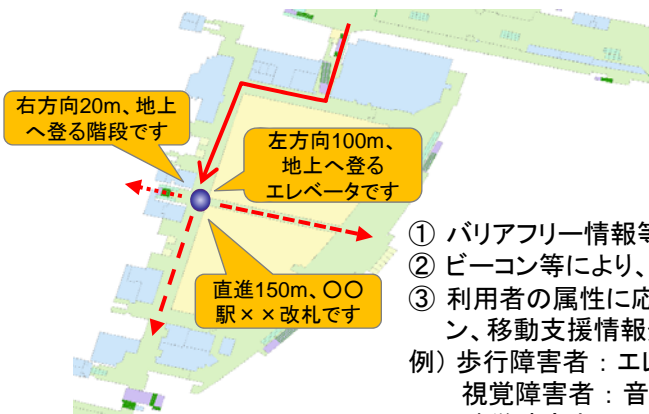 右方向20m、地上
へ登る階段です
左方向100m、
地上へ登る
エレベータです
直進150m、〇〇
駅××改札です
① バリアフリー情報等
② ビーコン等により、
③ 利用者の属性に応
ン、移動支援情報
例）歩行障害者：エレ
視覚障害者：音